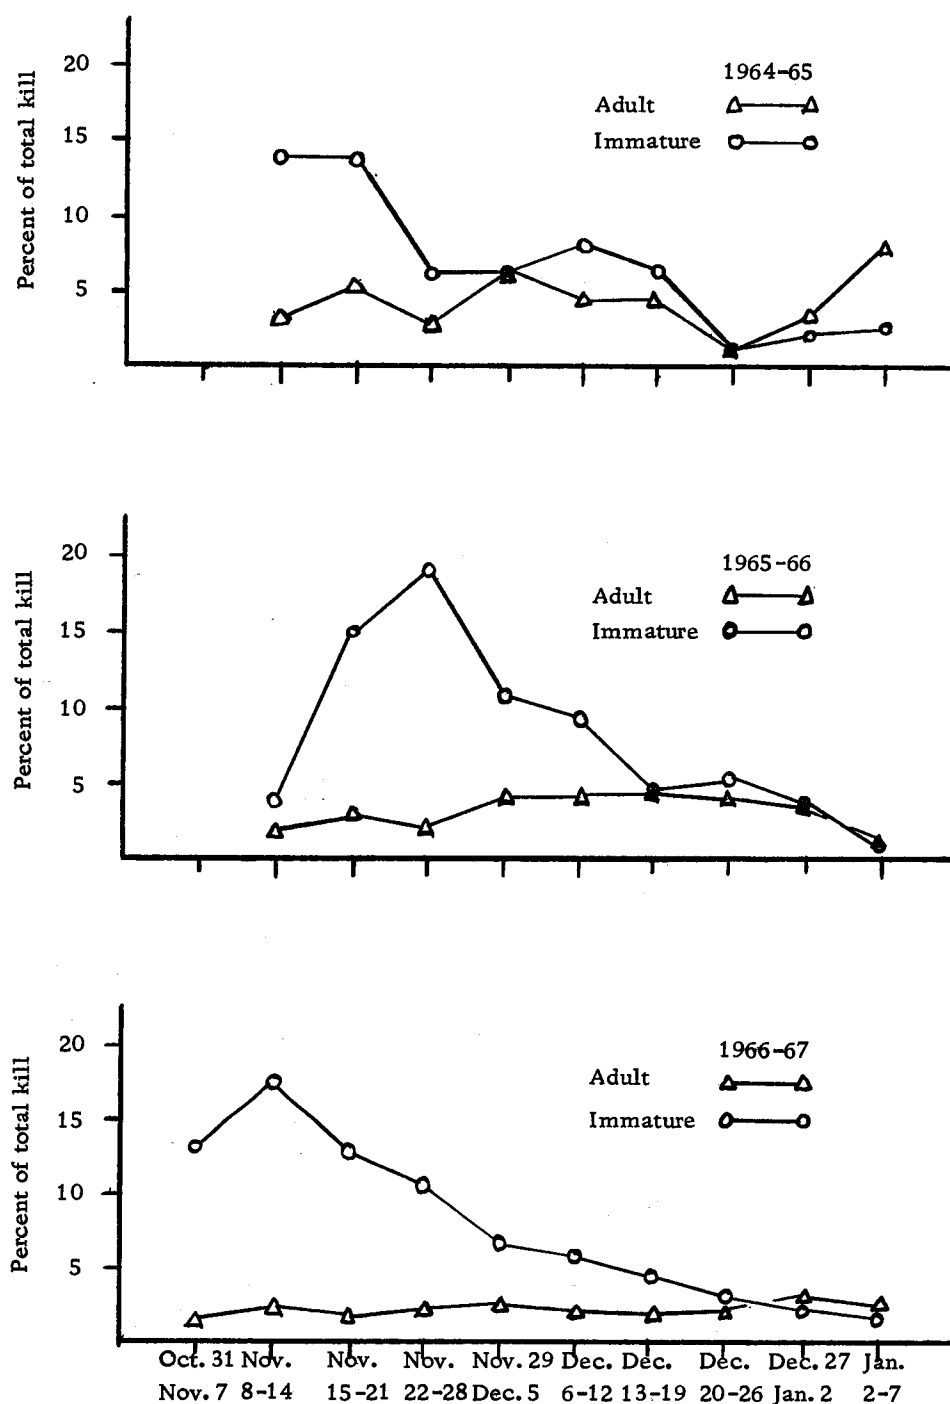 1964-65
Adult
Immature
Percent of total kill
20
15
10
5
1965-66
Adult
Immature
Percent of total kill
20
15
10
5
1966-67
Adult
Immature
Percent of total kill
20
15
10
5
Oct. 31 Nov. Nov. Nov. Nov. 29 Dec. Dec. Dec. Dec. 27 Jan.
Nov. 7 8-14 15-21 22-28 Dec. 5 6-12 13-19 20-26 Jan. 2 2-7